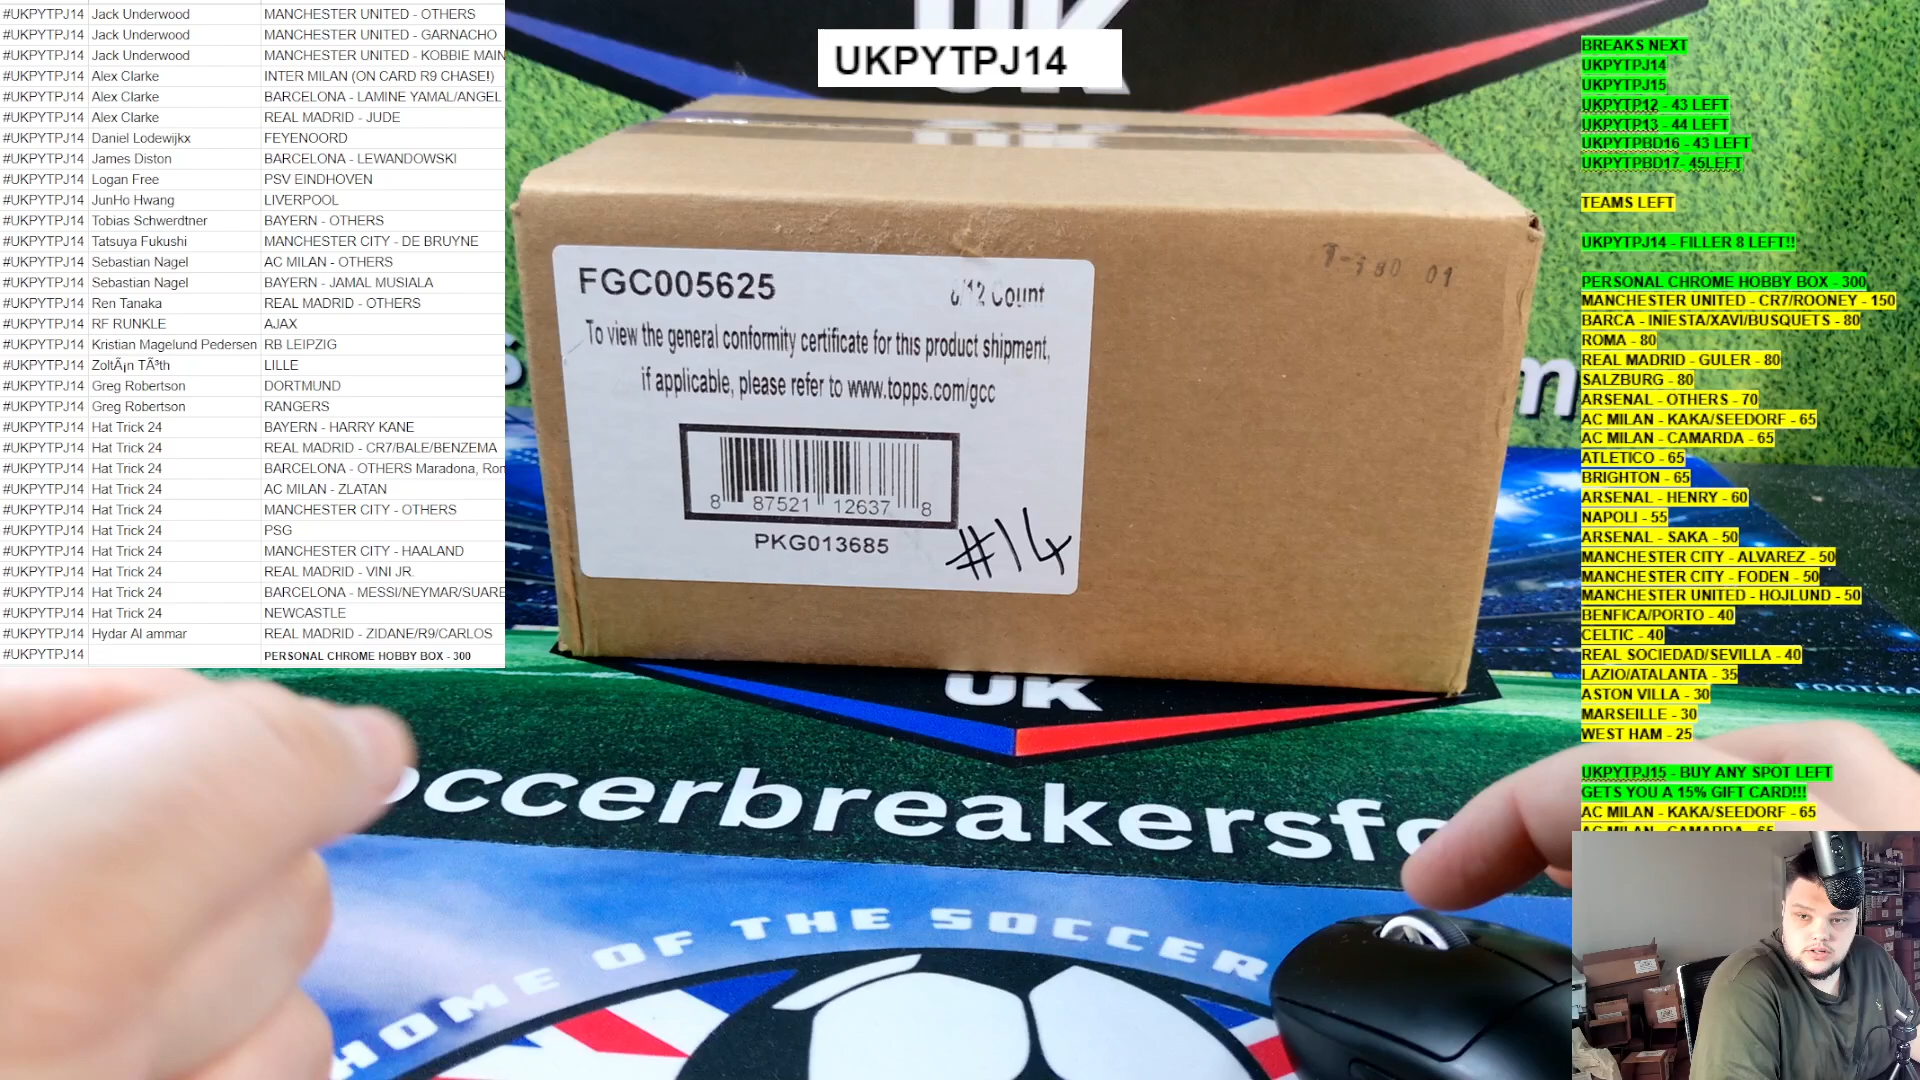 #UKPYTPJ14 Jack Underwood MANCHESTER UNITED - OTHERS
#UKPYTPJ14 Jack Underwood MANCHESTER UNITED - GARNACHO
#UKPYTPJ14 Jack Underwood MANCHESTER UNITED - KOBBIE MAIN
#UKPYTPJ14 Alex Clarke INTER MILAN (ON CARD R9 CHASE!)
#UKPYTPJ14 Alex Clarke BARCELONA - LAMINE YAMAL/ANGEL
#UKPYTPJ14 Alex Clarke REAL MADRID - JUDE
#UKPYTPJ14 Daniel Lodewijkx FEYENOORD
#UKPYTPJ14 James Diston BARCELONA - LEWANDOWSKI
#UKPYTPJ14 Logan Free PSV EINDHOVEN
#UKPYTPJ14 JunHo Hwang LIVERPOOL
#UKPYTPJ14 Tobias Schwerdtner BAYERN - OTHERS
#UKPYTPJ14 Tatsuya Fukushi MANCHESTER CITY - DE BRUYNE
#UKPYTPJ14 Sebastian Nagel AC MILAN - OTHERS
#UKPYTPJ14 Sebastian Nagel BAYERN - JAMAL MUSIALA
#UKPYTPJ14 Ren Tanaka REAL MADRID - OTHERS
#UKPYTPJ14 RF RUNKLE AJAX
#UKPYTPJ14 Kristian Magelund Pedersen RB LEIPZIG
#UKPYTPJ14 ZoltÃ¡n TÃ³th LILLE
#UKPYTPJ14 Greg Robertson DORTMUND
#UKPYTPJ14 Greg Robertson RANGERS
#UKPYTPJ14 Hat Trick 24 BAYERN - HARRY KANE
#UKPYTPJ14 Hat Trick 24 REAL MADRID - CR7/BALE/BENZEMA
#UKPYTPJ14 Hat Trick 24 BARCELONA - OTHERS Maradona, Ron
#UKPYTPJ14 Hat Trick 24 AC MILAN - ZLATAN
#UKPYTPJ14 Hat Trick 24 MANCHESTER CITY - OTHERS
#UKPYTPJ14 Hat Trick 24 PSG
#UKPYTPJ14 Hat Trick 24 MANCHESTER CITY - HAALAND
#UKPYTPJ14 Hat Trick 24 REAL MADRID - VINI JR.
#UKPYTPJ14 Hat Trick 24 BARCELONA - MESSI/NEYMAR/SUARE
#UKPYTPJ14 Hat Trick 24 NEWCASTLE
#UKPYTPJ14 Hydar Al ammar REAL MADRID - ZIDANE/R9/CARLOS
#UKPYTPJ14 PERSONAL CHROME HOBBY BOX - 300
UKPYTPJ14
FGC005625
Count
To view the general conformity certificate for this product shipment,
if applicable, please refer to www.topps.com/gcc
8 87521 12637 8
PKG013685
#14
UK
occerbreakersfo
HOME OF THE SOCCER
BREAKS NEXT
UKPYTPJ14
UKPYTPJ15
UKPYTP12 - 43 LEFT
UKPYTP13 - 44 LEFT
UKPYTPBD16 - 43 LEFT
UKPYTPBD17- 45LEFT
TEAMS LEFT
UKPYTPJ14 - FILLER 8 LEFT!!
PERSONAL CHROME HOBBY BOX - 300
MANCHESTER UNITED - CR7/ROONEY - 150
BARCA - INIESTA/XAVI/BUSQUETS - 80
ROMA - 80
REAL MADRID - GULER - 80
SALZBURG - 80
ARSENAL - OTHERS - 70
AC MILAN - KAKA/SEEDORF - 65
AC MILAN - CAMARDA - 65
ATLETICO - 65
BRIGHTON - 65
ARSENAL - HENRY - 60
NAPOLI - 55
ARSENAL - SAKA - 50
MANCHESTER CITY - ALVAREZ - 50
MANCHESTER CITY - FODEN - 50
MANCHESTER UNITED - HOJLUND - 50
BENFICA/PORTO - 40
CELTIC - 40
REAL SOCIEDAD/SEVILLA - 40
LAZIO/ATALANTA - 35
ASTON VILLA - 30
MARSEILLE - 30
WEST HAM - 25
UKPYTPJ15 - BUY ANY SPOT LEFT
GETS YOU A 15% GIFT CARD!!!
AC MILAN - KAKA/SEEDORF - 65
AC MILAN - CAMARDA - 65